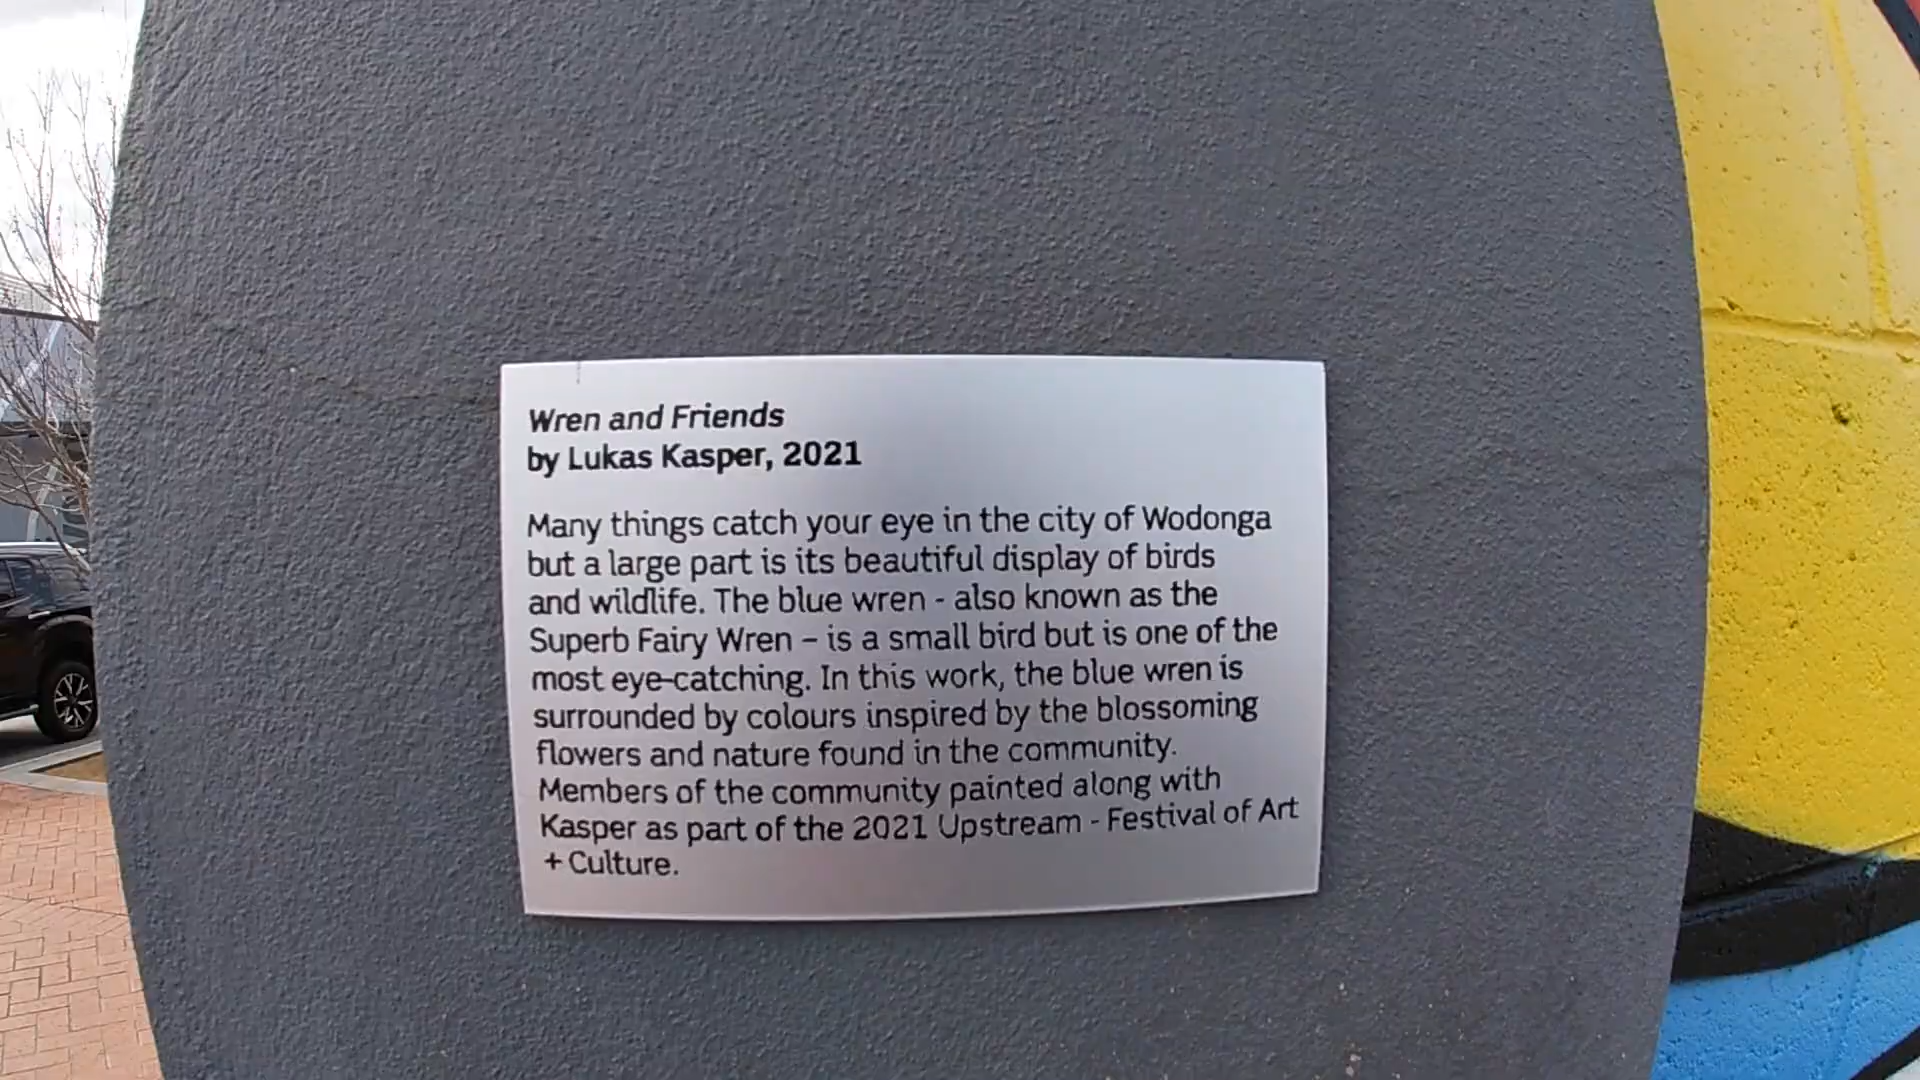 Wren and Friends
by Lukas Kasper, 2021
Many things catch your eye in the city of Wodonga
but a large part is its beautiful display of birds
and wildlife. The blue wren - also known as the
Superb Fairy Wren – is a small bird but is one of the
most eye-catching. In this work, the blue wren is
surrounded by colours inspired by the blossoming
flowers and nature found in the community.
Members of the community painted along with
Kasper as part of the 2021 Upstream - Festival of Art
+ Culture.